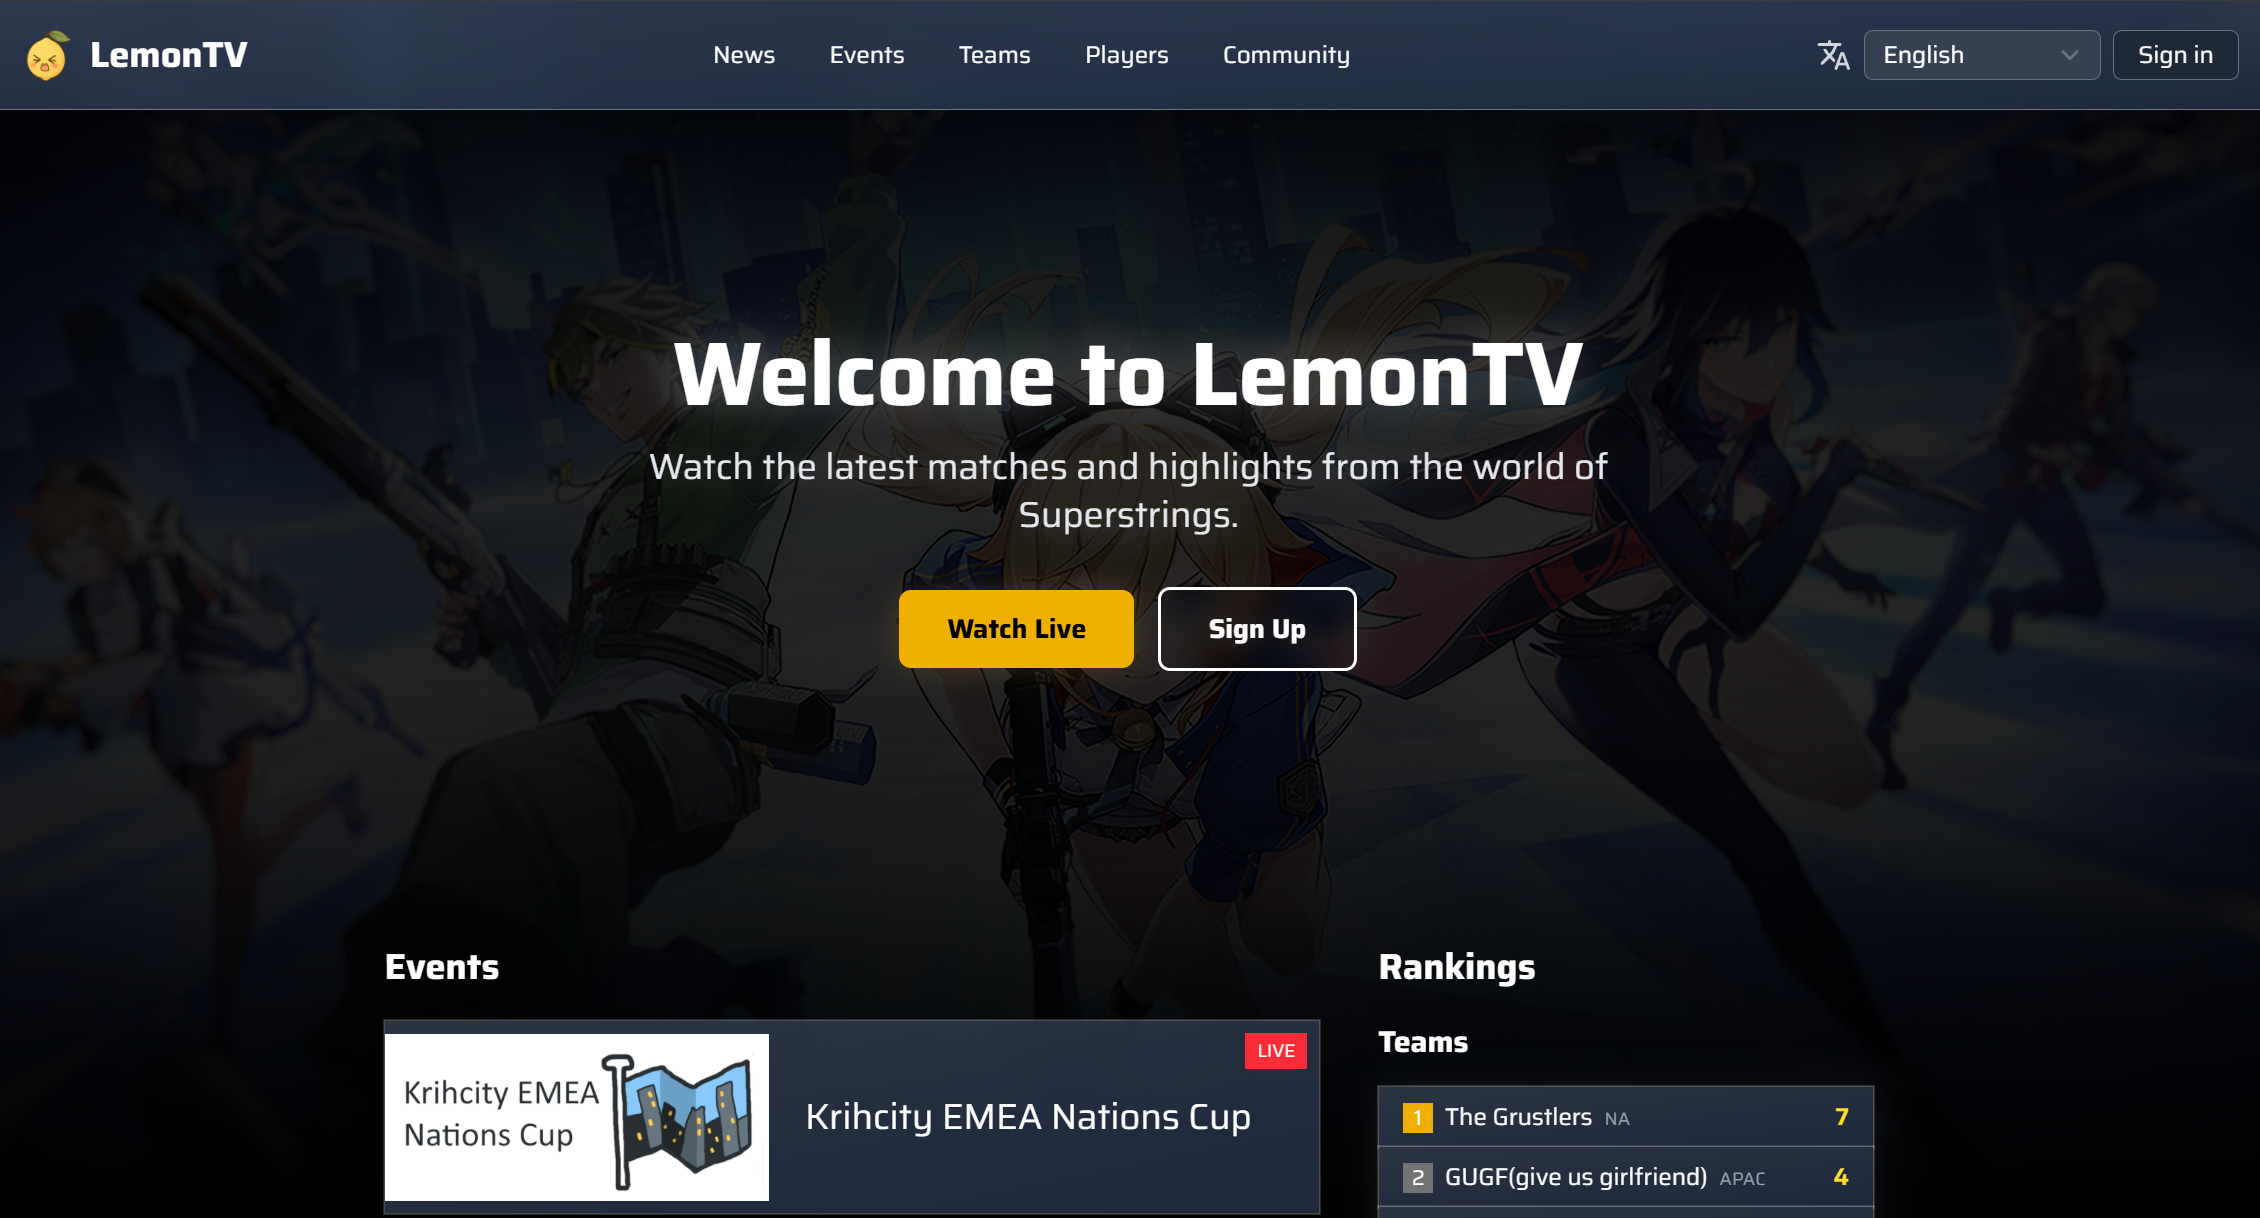 LemonTV
News
Events
Teams
Players
Community
English
Sign in
Welcome to LemonTV
Watch the latest matches and highlights from the world of
Superstrings.
Watch Live
Sign Up
Events
Krihcity EMEA
Nations Cup
LIVE
Krihcity EMEA Nations Cup
Rankings
Teams
1 The Grustlers NA 7
2 GUGF(give us girlfriend) APAC 4